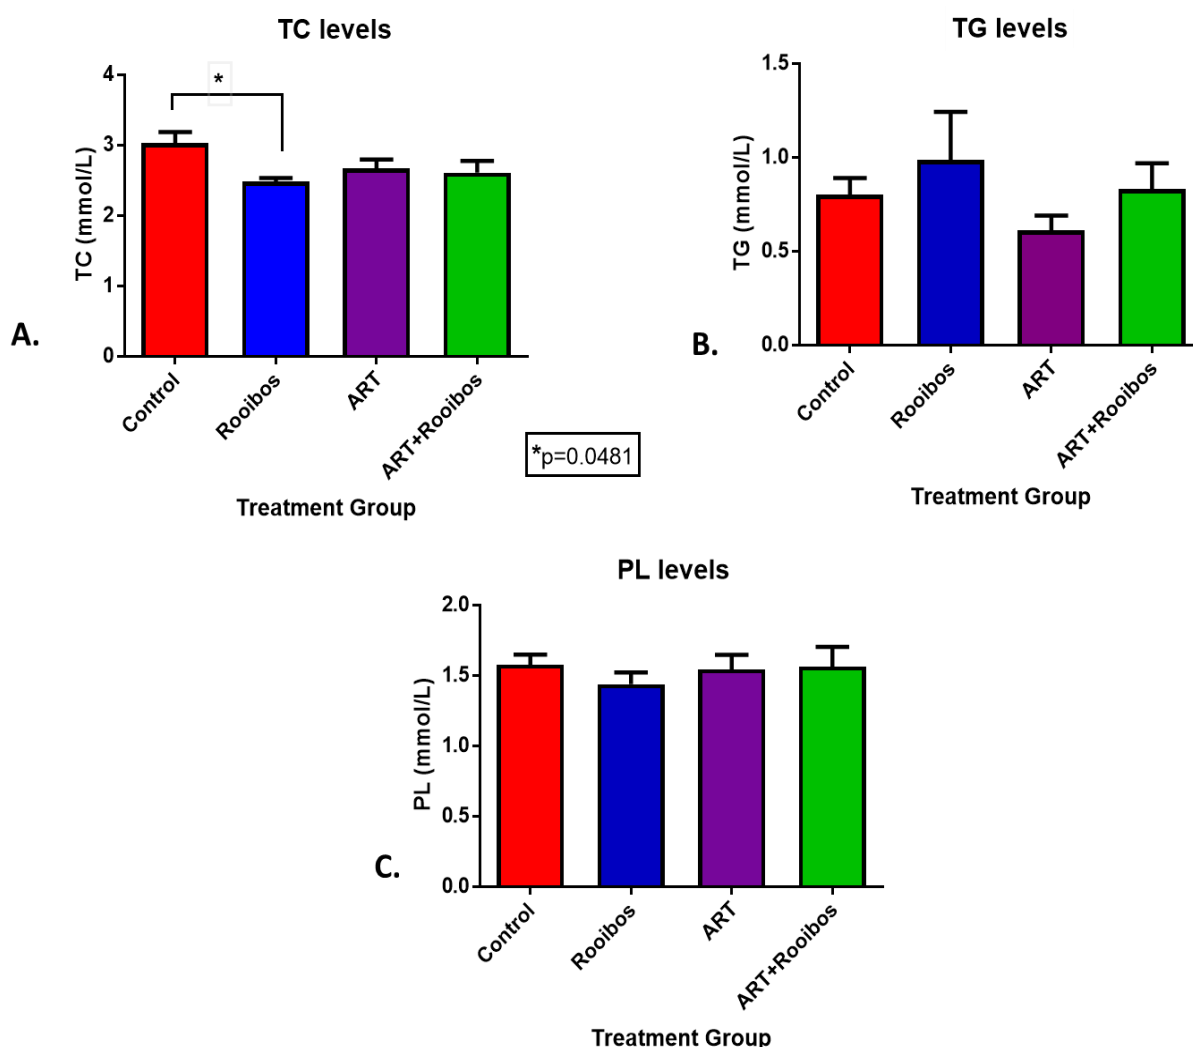 TC levels
*
4
3
2
1
0
TC (mmol/L)
A.
Control
Rooibos
ART
ART+Rooibos
Treatment Group
*p=0.0481
TG levels
1.5
1.0
0.5
0.0
TG (mmol/L)
B.
Control
Rooibos
ART
ART+Rooibos
Treatment Group
PL levels
2.0
1.5
1.0
0.5
0.0
PL (mmol/L)
C.
Control
Rooibos
ART
ART+Rooibos
Treatment Group